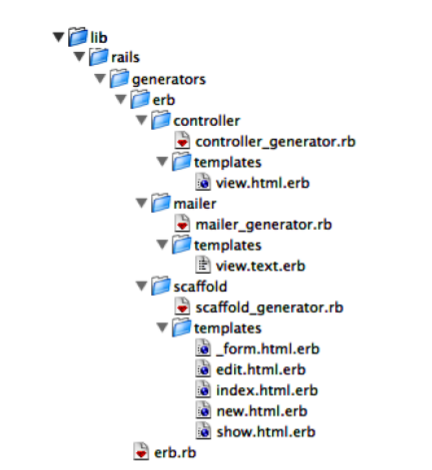 lib
rails
generators
erb
controller
controller_generator.rb
templates
view.html.erb
mailer
mailer_generator.rb
templates
view.text.erb
scaffold
scaffold_generator.rb
templates
_form.html.erb
edit.html.erb
index.html.erb
new.html.erb
show.html.erb
erb.rb